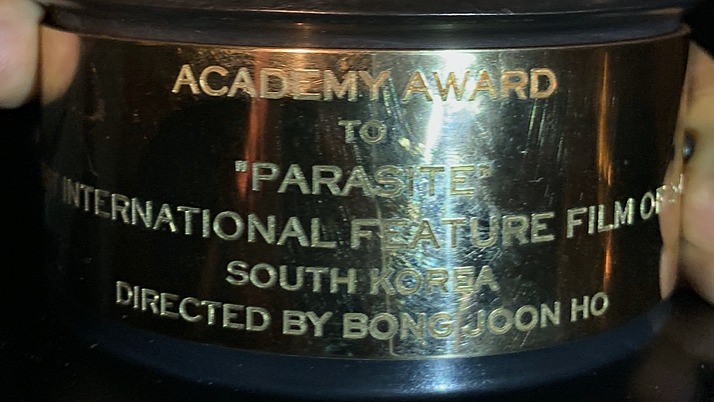 ACADEMY AWARD
TO
"PARASITE"
INTERNATIONAL FEATURE FILM OF
SOUTH KOREA
DIRECTED BY BONG JOON HO